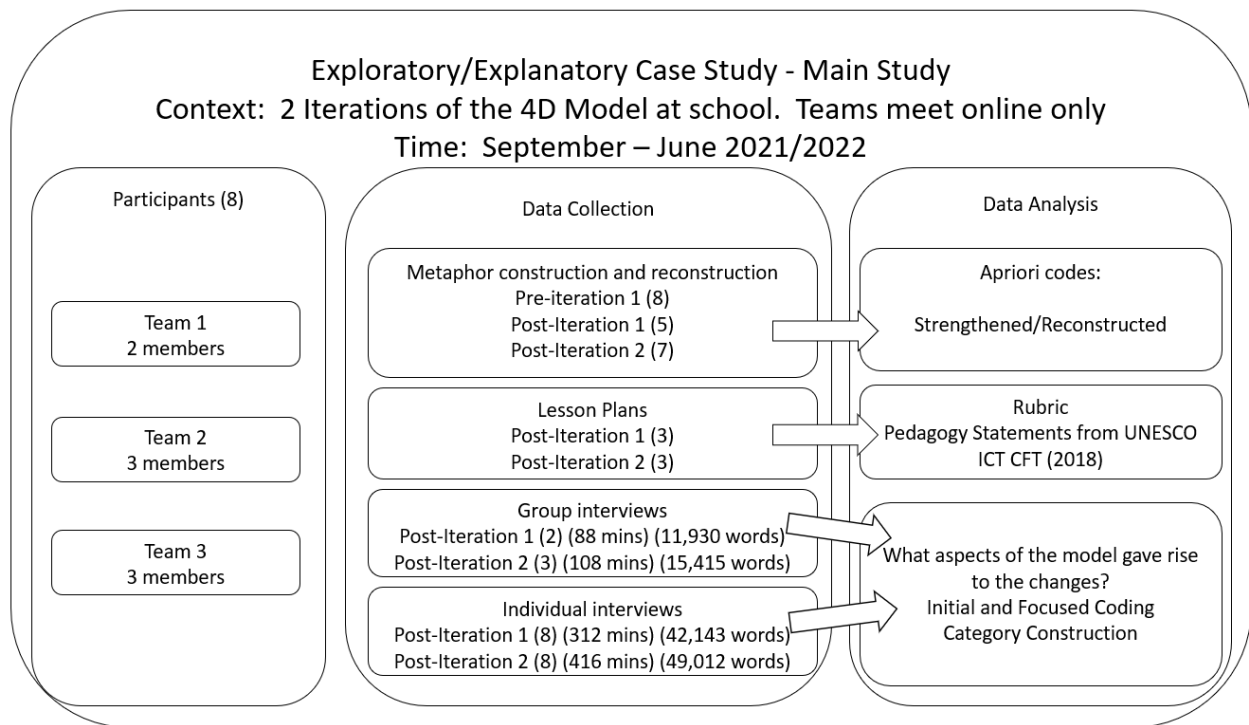 Exploratory/Explanatory Case Study - Main Study
Context: 2 Iterations of the 4D Model at school. Teams meet online only
Time: September – June 2021/2022
Participants (8)
Team 1
2 members
Team 2
3 members
Team 3
3 members
Data Collection
Metaphor construction and reconstruction
Pre-iteration 1 (8)
Post-Iteration 1 (5)
Post-Iteration 2 (7)
Lesson Plans
Post-Iteration 1 (3)
Post-Iteration 2 (3)
Group interviews
Post-Iteration 1 (2) (88 mins) (11,930 words)
Post-Iteration 2 (3) (108 mins) (15,415 words)
Individual interviews
Post-Iteration 1 (8) (312 mins) (42,143 words)
Post-Iteration 2 (8) (416 mins) (49,012 words)
Data Analysis
Apriori codes:
Strengthened/Reconstructed
Rubric
Pedagogy Statements from UNESCO
ICT CFT (2018)
What aspects of the model gave rise
to the changes?
Initial and Focused Coding
Category Construction